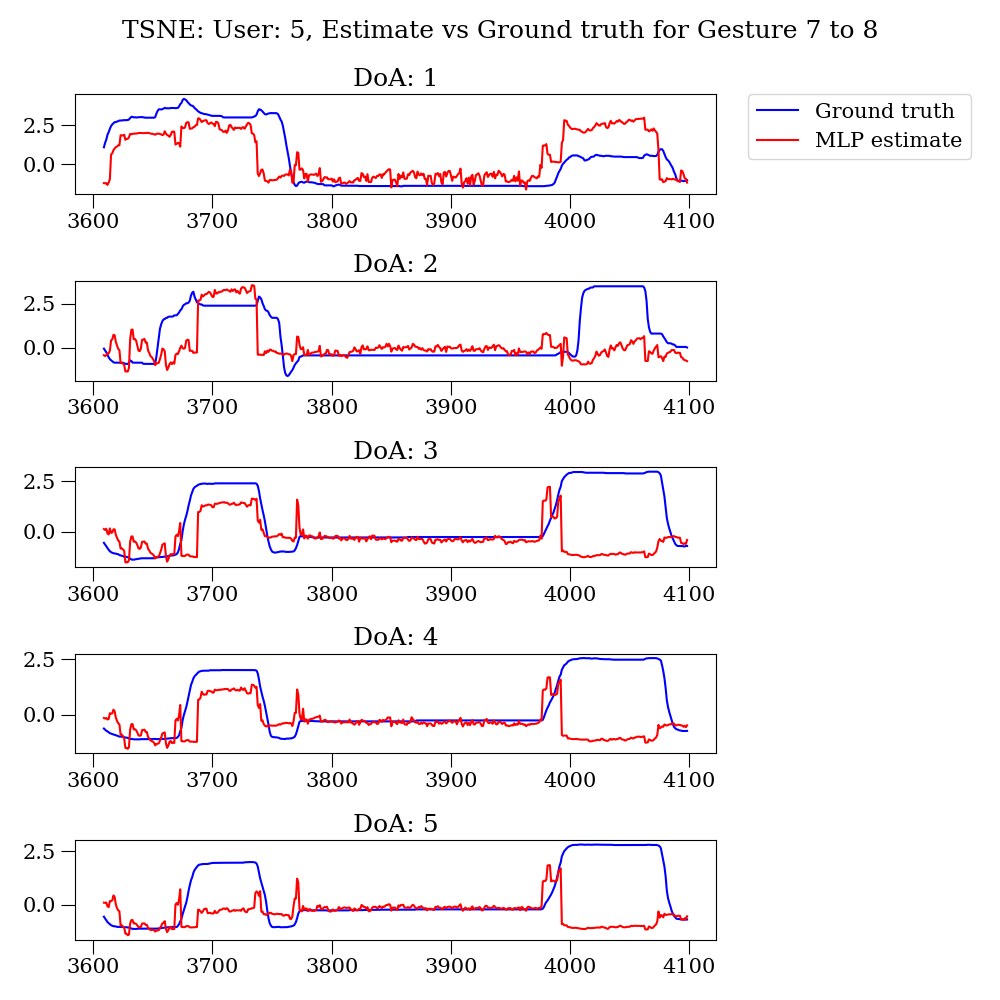 TSNE: User: 5, Estimate vs Ground truth for Gesture 7 to 8
DoA: 1
Ground truth
MLP estimate
2.5
0.0
3600 3700 3800 3900 4000 4100
DoA: 2
2.5
0.0
3600 3700 3800 3900 4000 4100
DoA: 3
2.5
0.0
3600 3700 3800 3900 4000 4100
DoA: 4
2.5
0.0
3600 3700 3800 3900 4000 4100
DoA: 5
2.5
0.0
3600 3700 3800 3900 4000 4100